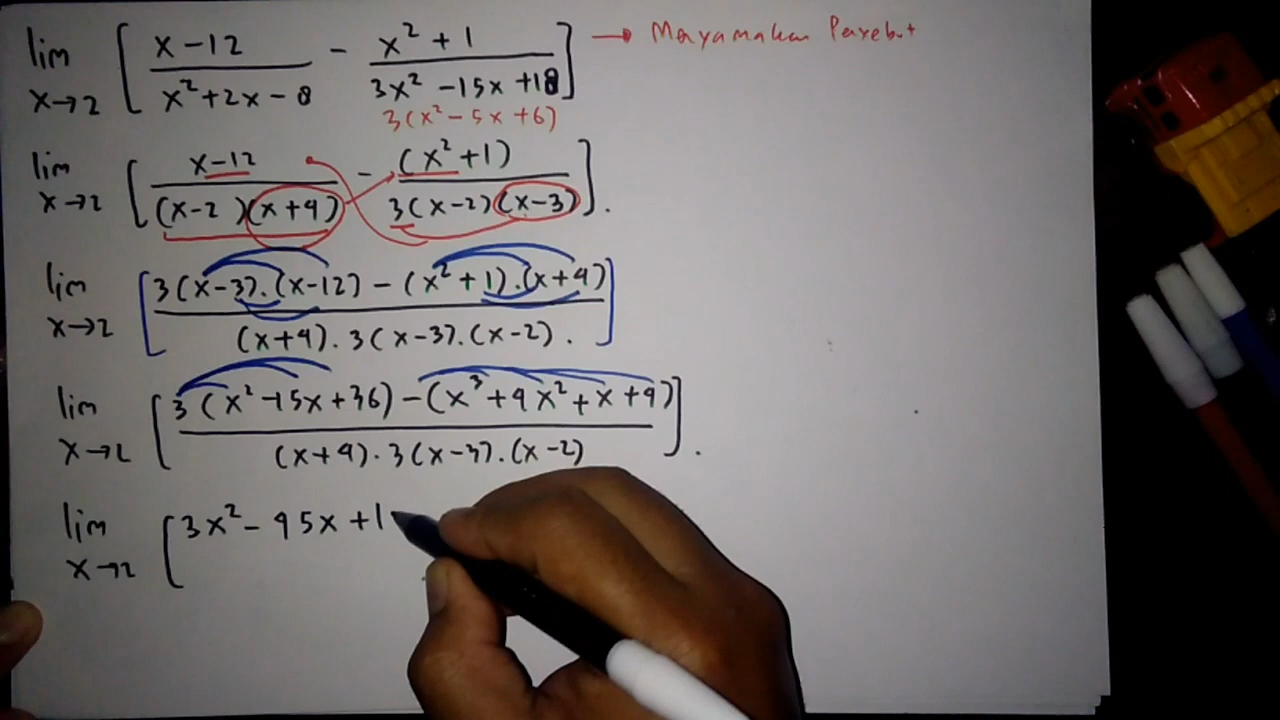 lim x→2 [ (x-12)/(x²+2x-8) - (x²+1)/(3x²-15x+18) ] → Menyamakan Penyebut
3(x²-5x+6)
lim x→2 [ (x-12)/((x-2)(x+4)) - (x²+1)/(3(x-2)(x-3)) ].
lim x→2 [ (3(x-3).(x-12) - (x²+1).(x+4))/((x+4).3(x-3).(x-2).) ]
lim x→2 [ (3(x²-15x+36) - (x³+4x²+x+4))/((x+4).3(x-3).(x-2)) ].
lim x→2 [ 3x²-45x+1